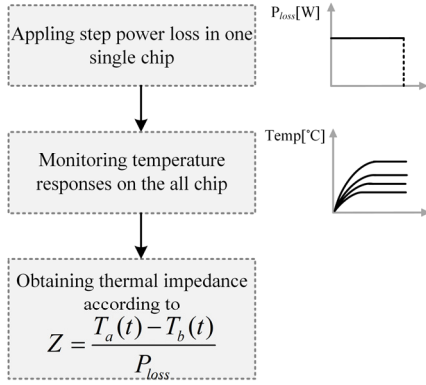 Appling step power loss in one
single chip
P_loss[W]
Monitoring temperature
responses on the all chip
Temp[℃]
Obtaining thermal impedance
according to
Z = (T_a(t) − T_b(t)) / P_loss